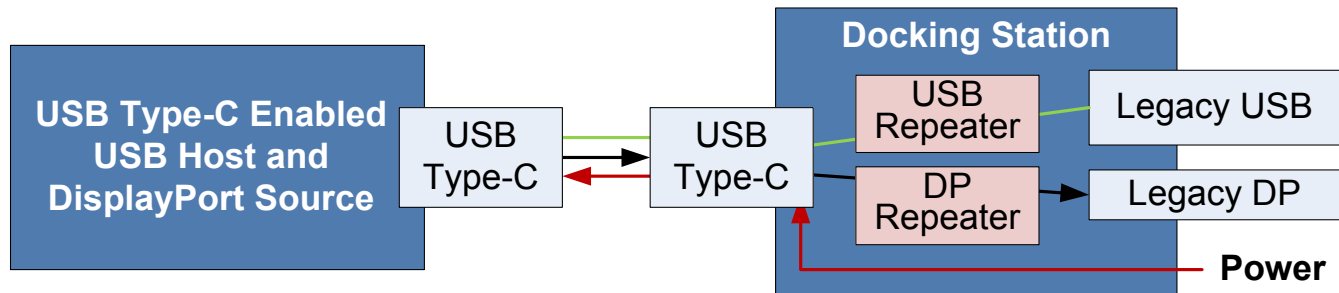 Docking Station
USB Type-C Enabled
USB Host and
DisplayPort Source
USB
Type-C
USB
Type-C
USB
Repeater
Legacy USB
DP
Repeater
Legacy DP
Power